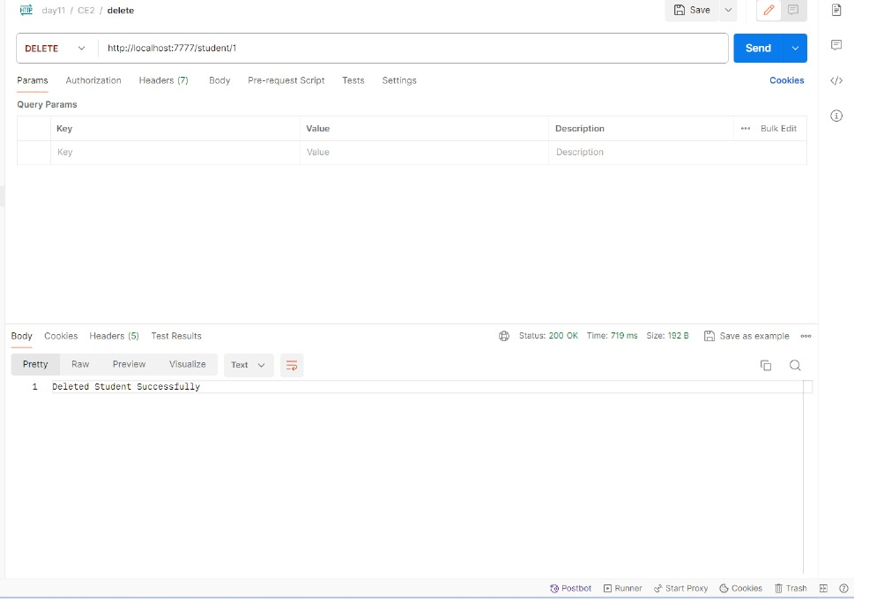 HTTP day11 / CE2 / delete Save
DELETE http://localhost:7777/student/1 Send
Params Authorization Headers (7) Body Pre-request Script Tests Settings Cookies
Query Params
Key Value Description Bulk Edit
Key Value Description
Body Cookies Headers (5) Test Results Status: 200 OK Time: 719 ms Size: 192 B Save as example
Pretty Raw Preview Visualize Text
1 Deleted Student Successfully
Postbot Runner Start Proxy Cookies Trash